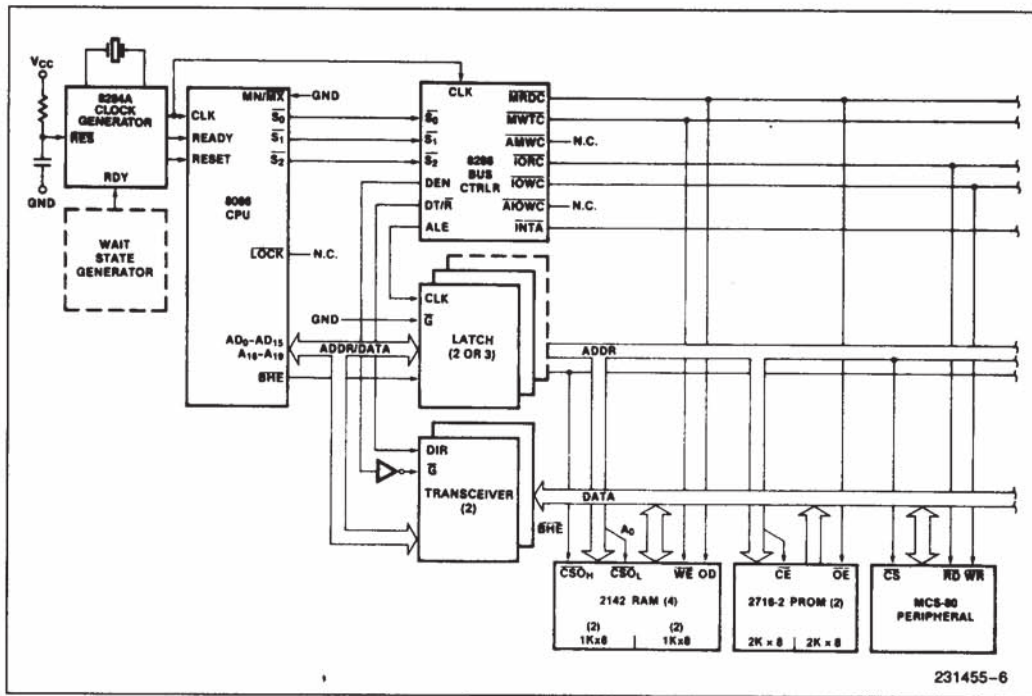 VCC
8284A
CLOCK
GENERATOR
RES
RDY
GND
WAIT
STATE
GENERATOR
CLK
READY
RESET
MN/MX
GND
S0
S1
S2
8086
CPU
LOCK
N.C.
AD0-AD15
A16-A19
BHE
ADDR/DATA
CLK
S0
S1
S2
8288
BUS
CTRLR
DEN
DT/R
ALE
MRDC
MWTC
AMWC
N.C.
IORC
IOWC
AIOWC
N.C.
INTA
CLK
GND
G
LATCH
(2 OR 3)
ADDR
DIR
G
TRANSCEIVER
(2)
DATA
BHE
A0
CSOH
CSOL
WE OD
2142 RAM (4)
(2)
1Kx8
(2)
1Kx8
CE
OE
2716-2 PROM (2)
2K × 8
2K × 8
CS
RD WR
MCS-80
PERIPHERAL
231455-6